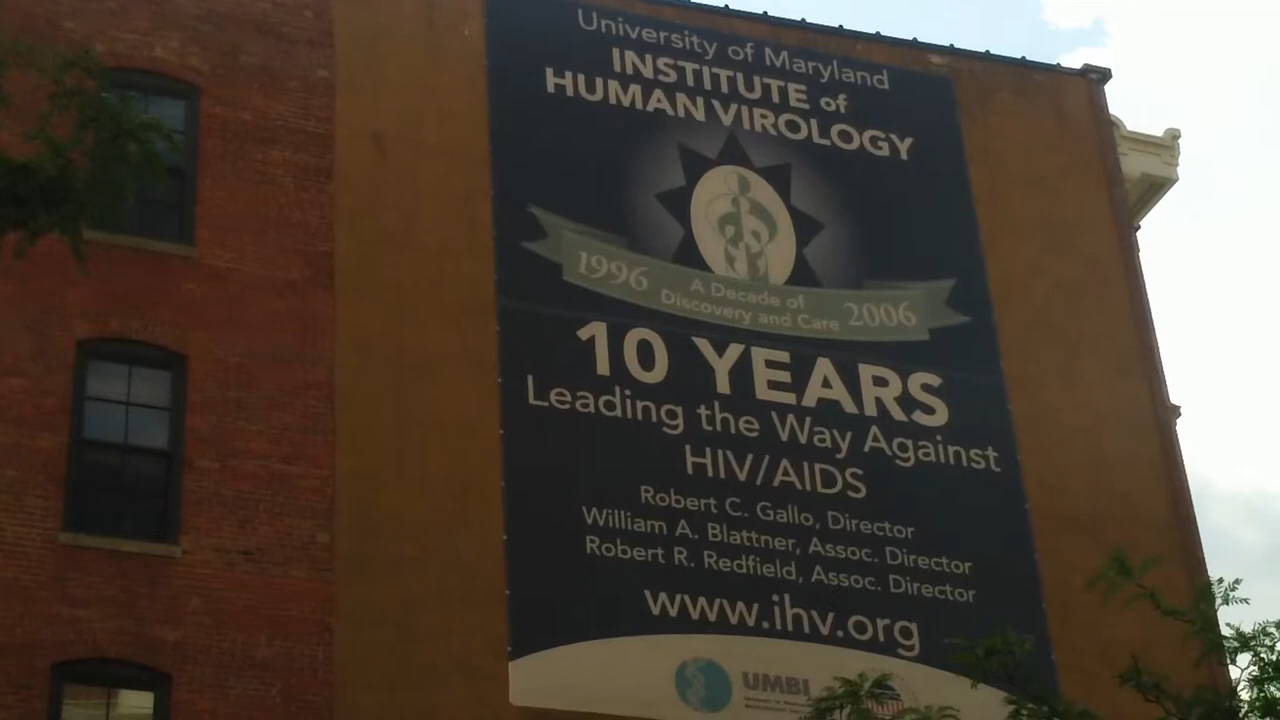 University of Maryland
INSTITUTE of
HUMAN VIROLOGY
1996
A Decade of
Discovery and Care
2006
10 YEARS
Leading the Way Against
HIV/AIDS
Robert C. Gallo, Director
William A. Blattner, Assoc. Director
Robert R. Redfield, Assoc. Director
www.ihv.org
UMBI